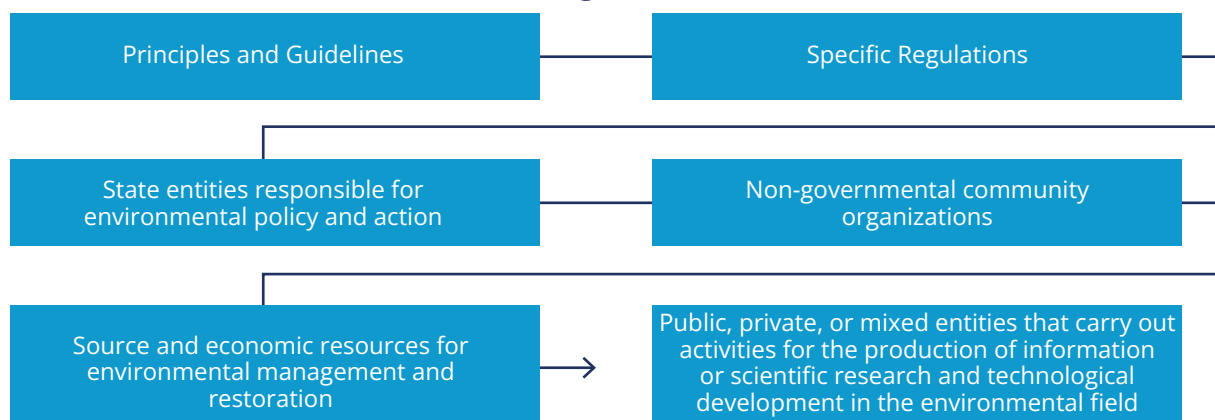 Principles and Guidelines
Specific Regulations
State entities responsible for
environmental policy and action
Non-governmental community
organizations
Source and economic resources for
environmental management and
restoration
Public, private, or mixed entities that carry out
activities for the production of information
or scientific research and technological
development in the environmental field